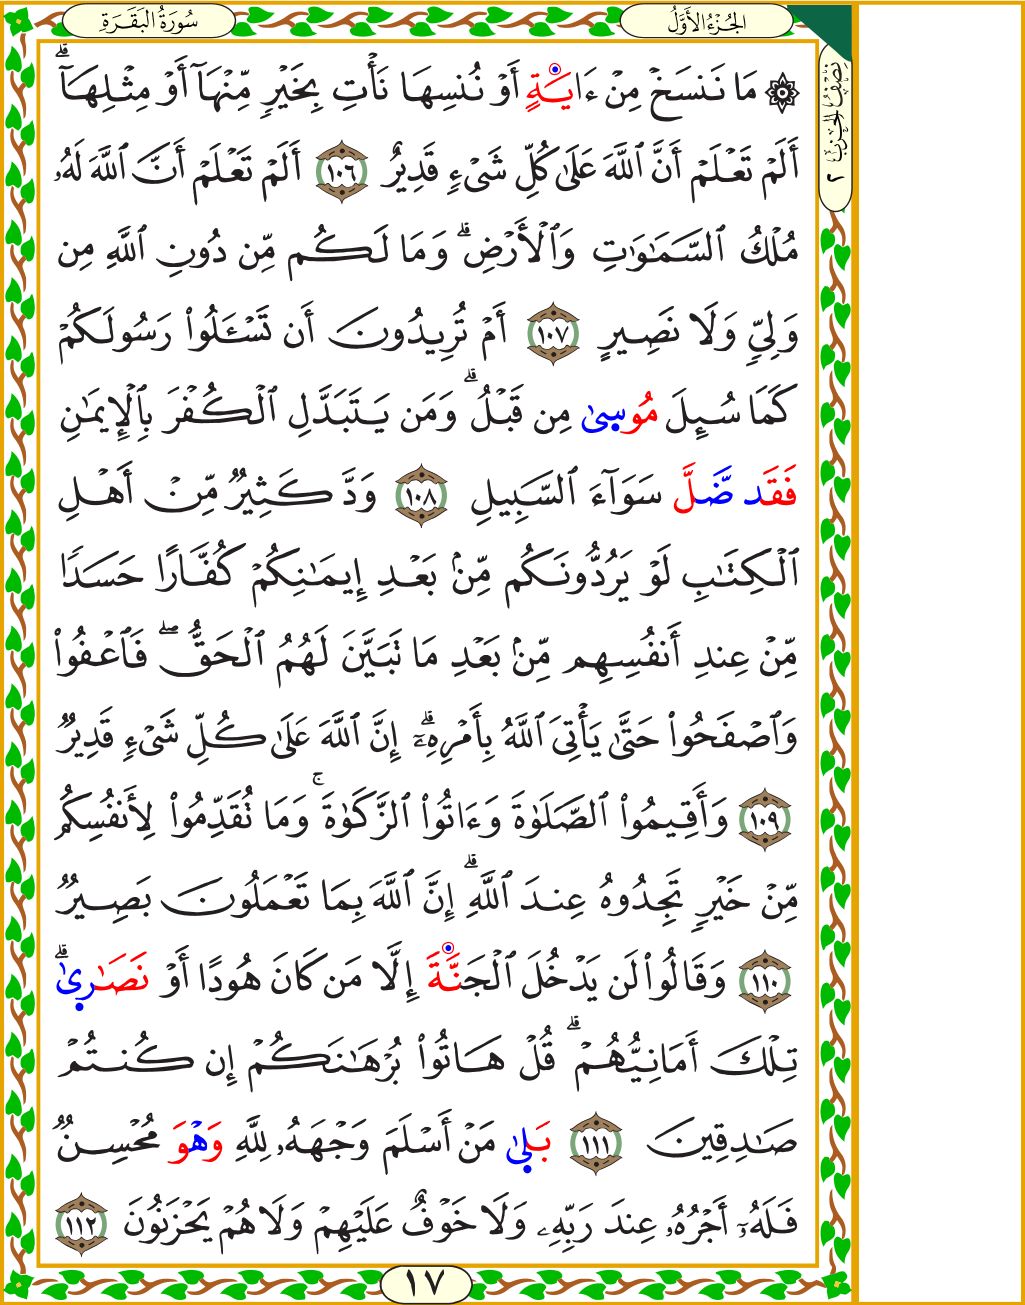 سُورَةُ البَقَرَةِ
الجُزْءُ الأَوَّلُ
نِصْفُ الحِزْبِ ٢
۞ مَا نَنسَخْ مِنْ ءَايَةٍ أَوْ نُنسِهَا نَأْتِ بِخَيْرٍ مِّنْهَآ أَوْ مِثْلِهَآ ۗ
أَلَمْ تَعْلَمْ أَنَّ ٱللَّهَ عَلَىٰ كُلِّ شَىْءٍ قَدِيرٌ ١٠٦ أَلَمْ تَعْلَمْ أَنَّ ٱللَّهَ لَهُۥ
مُلْكُ ٱلسَّمَـٰوَٰتِ وَٱلْأَرْضِ ۗ وَمَا لَكُم مِّن دُونِ ٱللَّهِ مِن
وَلِىٍّ وَلَا نَصِيرٍ ١٠٧ أَمْ تُرِيدُونَ أَن تَسْـَٔلُوا۟ رَسُولَكُمْ
كَمَا سُئِلَ مُوسِىٰ مِن قَبْلُ ۗ وَمَن يَتَبَدَّلِ ٱلْكُفْرَ بِٱلْإِيمَـٰنِ
فَقَد ضَّلَّ سَوَآءَ ٱلسَّبِيلِ ١٠٨ وَدَّ كَثِيرٌ مِّنْ أَهْلِ
ٱلْكِتَـٰبِ لَوْ يَرُدُّونَكُم مِّنۢ بَعْدِ إِيمَـٰنِكُمْ كُفَّارًا حَسَدًا
مِّنْ عِندِ أَنفُسِهِم مِّنۢ بَعْدِ مَا تَبَيَّنَ لَهُمُ ٱلْحَقُّ ۖ فَٱعْفُوا۟
وَٱصْفَحُوا۟ حَتَّىٰ يَأْتِىَ ٱللَّهُ بِأَمْرِهِۦٓ ۗ إِنَّ ٱللَّهَ عَلَىٰ كُلِّ شَىْءٍ قَدِيرٌ
١٠٩ وَأَقِيمُوا۟ ٱلصَّلَوٰةَ وَءَاتُوا۟ ٱلزَّكَوٰةَ ۚ وَمَا تُقَدِّمُوا۟ لِأَنفُسِكُم
مِّنْ خَيْرٍ تَجِدُوهُ عِندَ ٱللَّهِ ۗ إِنَّ ٱللَّهَ بِمَا تَعْمَلُونَ بَصِيرٌ
١١٠ وَقَالُوا۟ لَن يَدْخُلَ ٱلْجَنَّةَ إِلَّا مَن كَانَ هُودًا أَوْ نَصَـٰرِىٰ ۗ
تِلْكَ أَمَانِيُّهُمْ ۗ قُلْ هَاتُوا۟ بُرْهَـٰنَكُمْ إِن كُنتُمْ
صَـٰدِقِينَ ١١١ بَلِىٰ مَنْ أَسْلَمَ وَجْهَهُۥ لِلَّهِ وَهْوَ مُحْسِنٌ
فَلَهُۥٓ أَجْرُهُۥ عِندَ رَبِّهِۦ وَلَا خَوْفٌ عَلَيْهِمْ وَلَا هُمْ يَحْزَنُونَ ١١٢
١٧